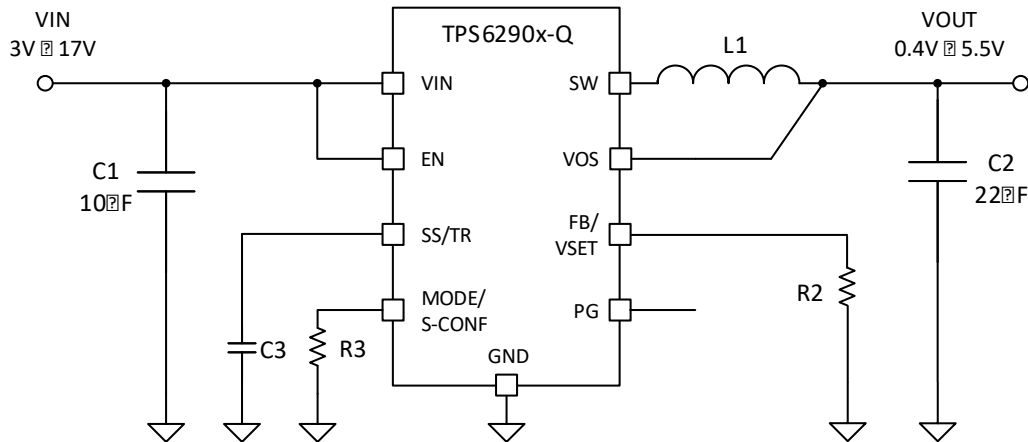 VIN
3V ⍰ 17V
TPS6290x-Q
VOUT
0.4V ⍰ 5.5V
L1
VIN
SW
EN
VOS
C1
10⍰F
C2
22⍰F
SS/TR
FB/
VSET
MODE/
S-CONF
PG
R2
C3
R3
GND